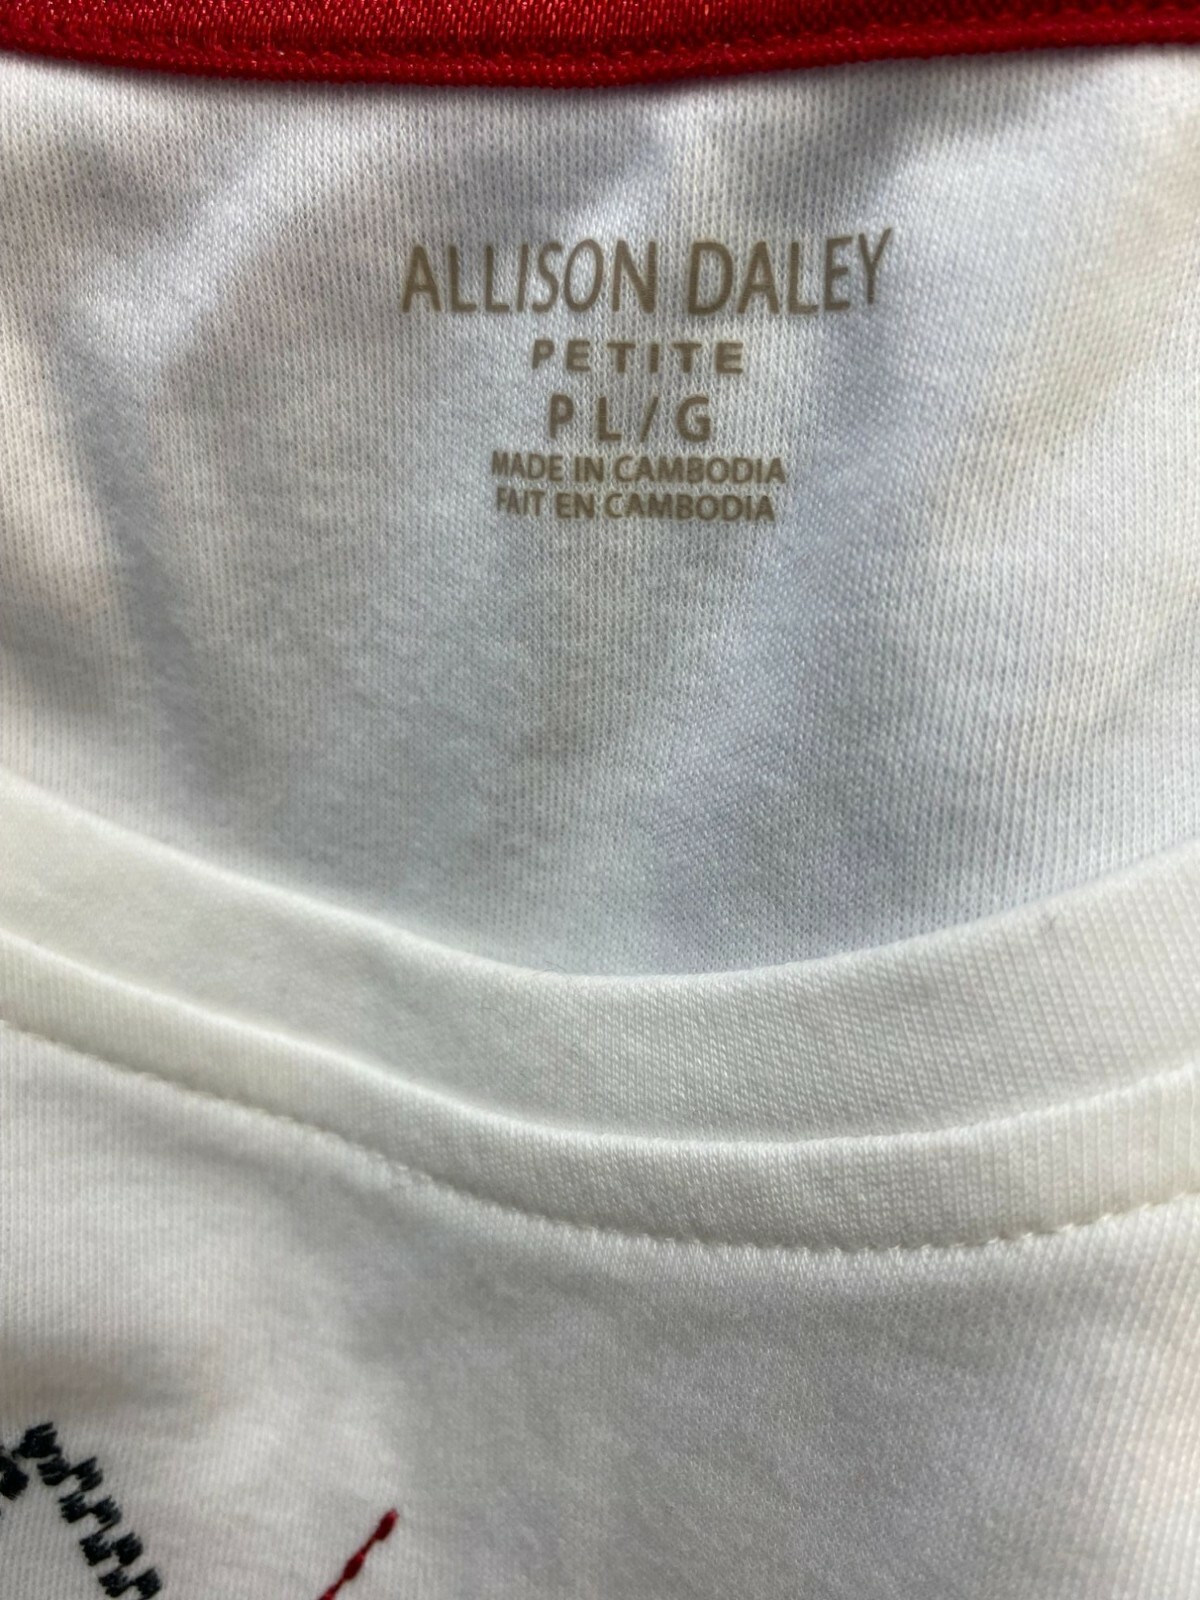 ALLISON DALEY
PETITE
PL/G
MADE IN CAMBODIA
FAIT EN CAMBODIA